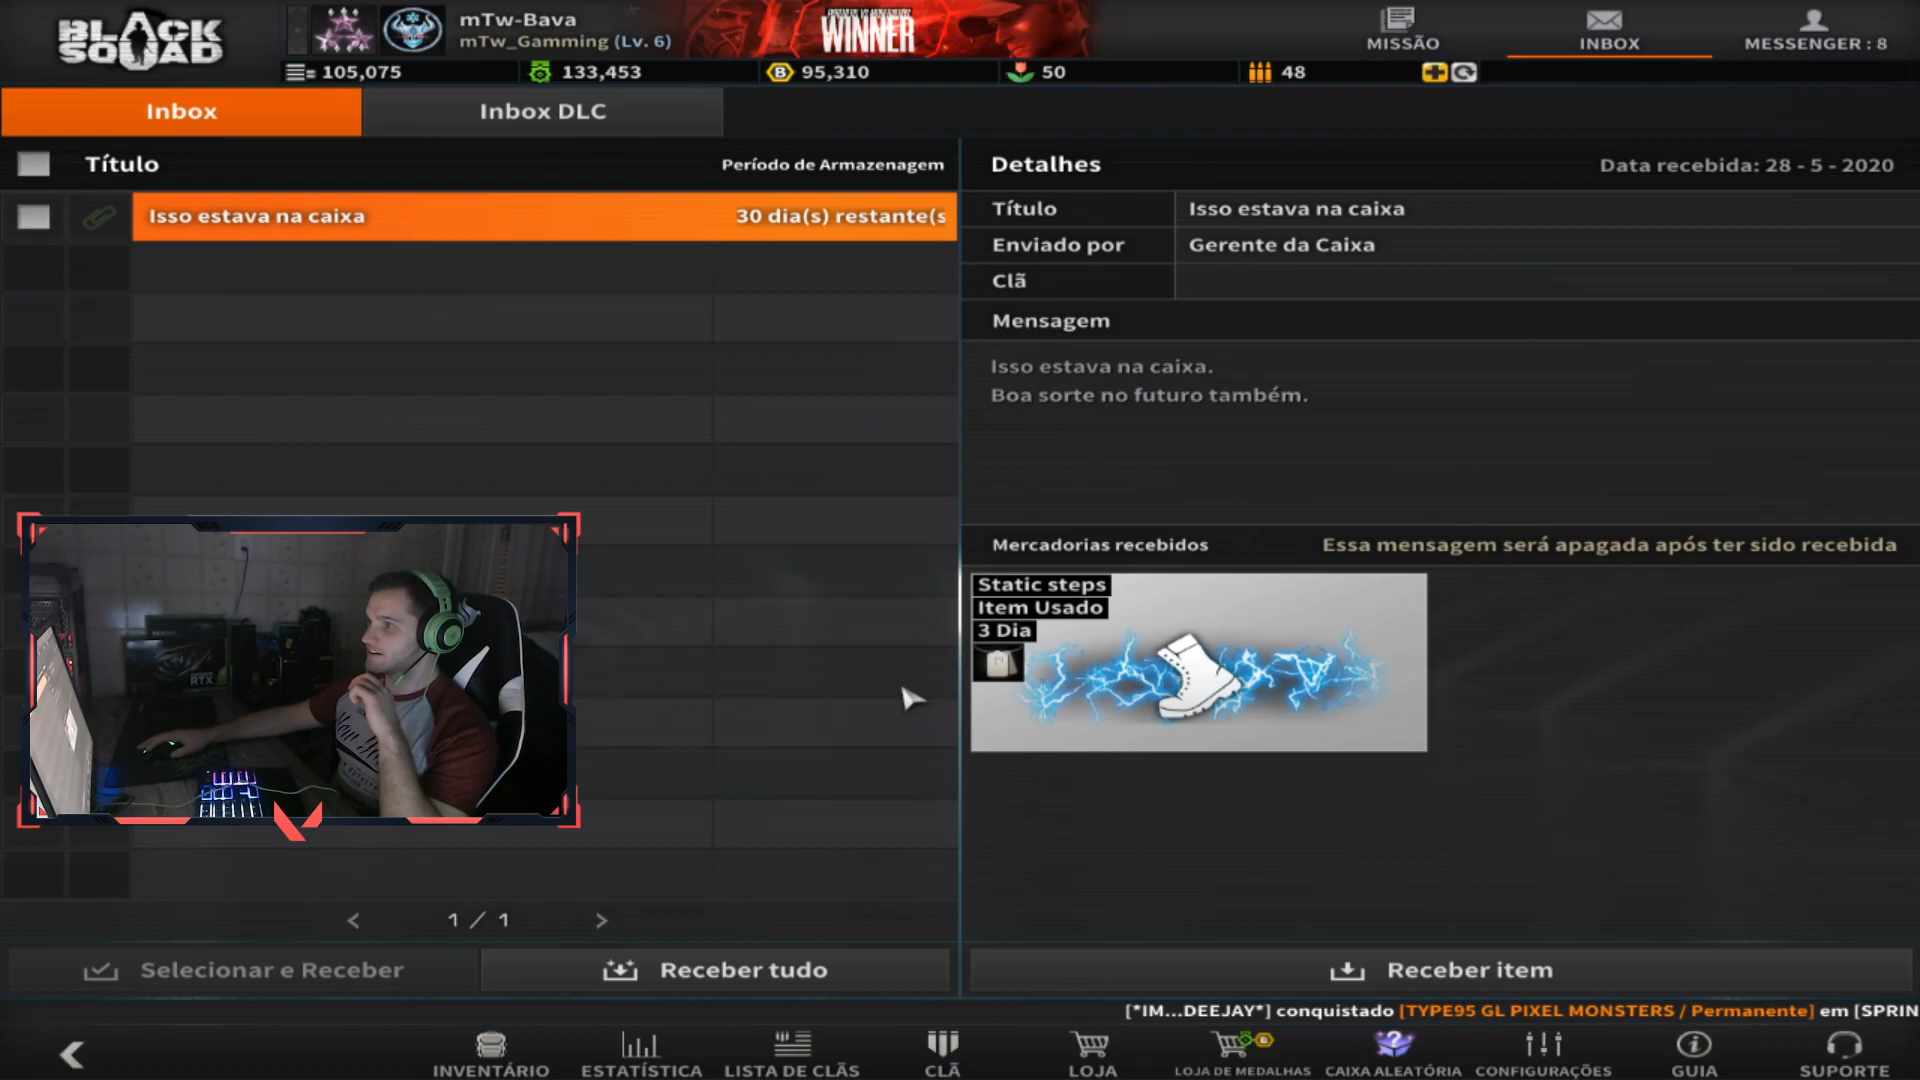 BLACK SQUAD
mTw-Bava
mTw_Gamming (Lv. 6)
WINNER
MISSÃO
INBOX
MESSENGER : 8
105,075
133,453
95,310
50
48
Inbox
Inbox DLC
Título
Período de Armazenagem
Isso estava na caixa
30 dia(s) restante(s
Detalhes
Data recebida: 28 - 5 - 2020
Título
Isso estava na caixa
Enviado por
Gerente da Caixa
Clã
Mensagem
Isso estava na caixa.
Boa sorte no futuro também.
Mercadorias recebidos
Essa mensagem será apagada após ter sido recebida
Static steps
Item Usado
3 Dia
RTX
1 / 1
Selecionar e Receber
Receber tudo
Receber item
[*IM...DEEJAY*] conquistado [TYPE95 GL PIXEL MONSTERS / Permanente] em [SPRIN
INVENTÁRIO
ESTATÍSTICA
LISTA DE CLÃS
CLÃ
LOJA
LOJA DE MEDALHAS
CAIXA ALEATÓRIA
CONFIGURAÇÕES
GUIA
SUPORTE